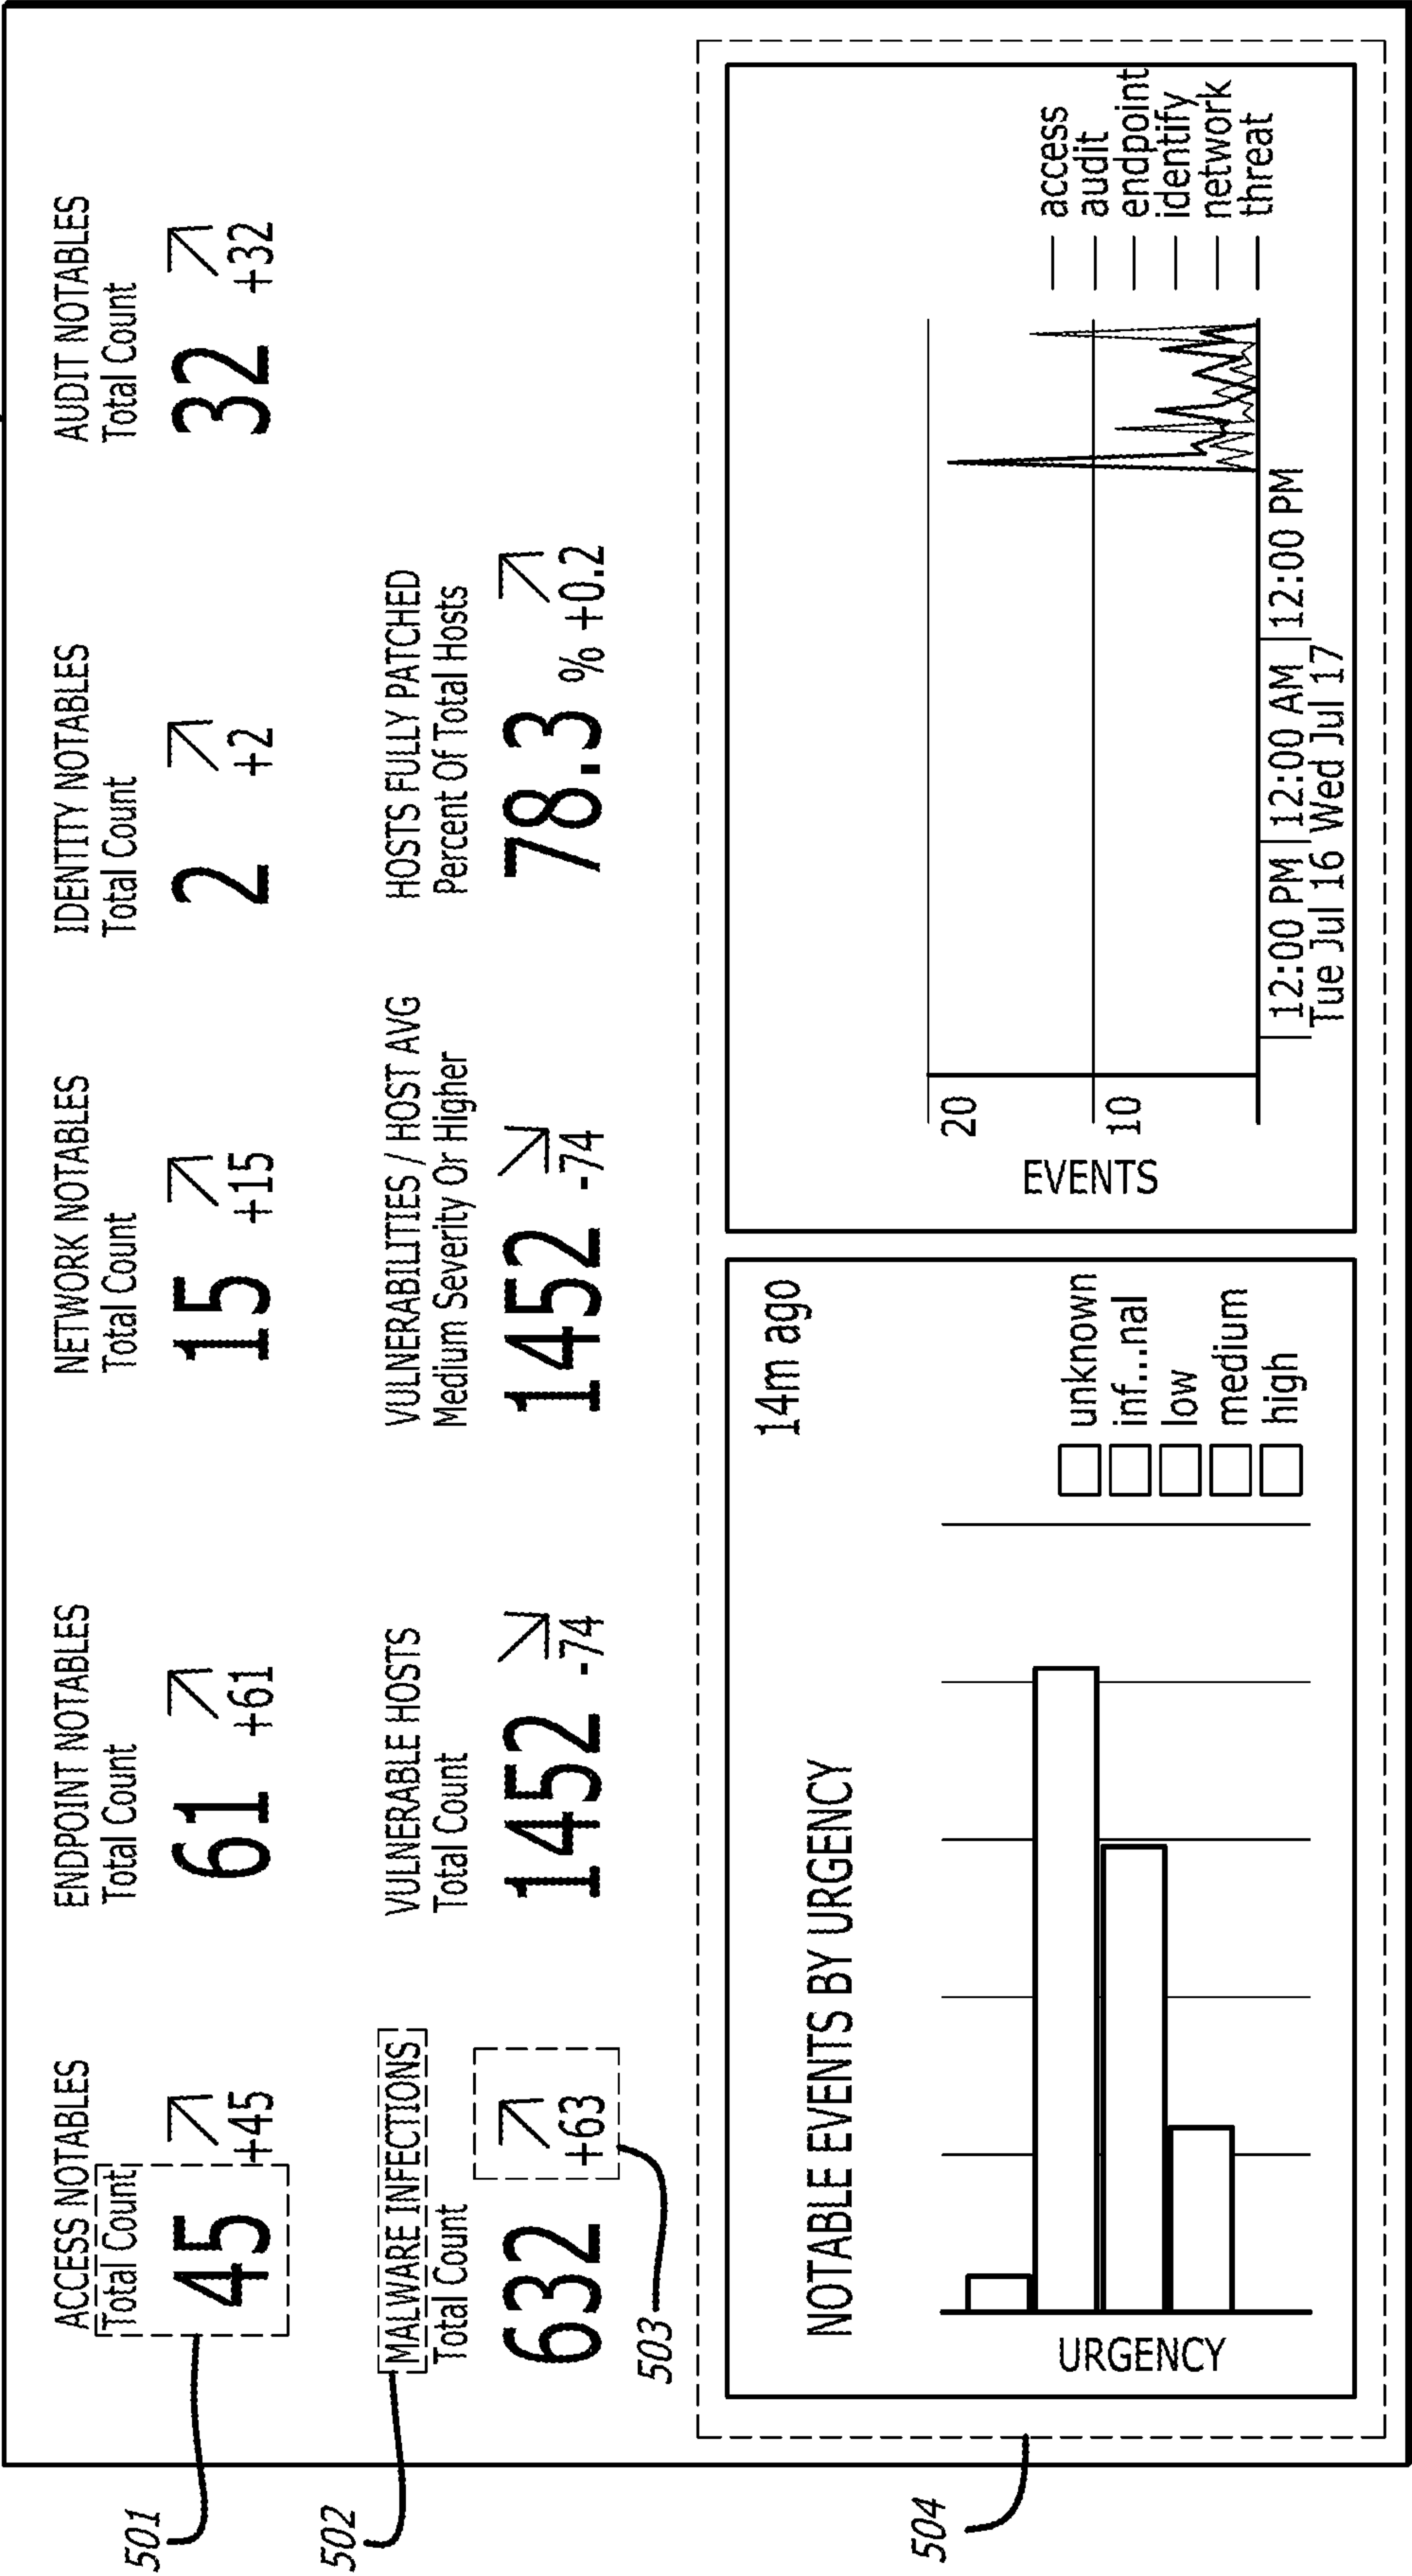 ACCESS NOTABLES
Total Count
45
+45
ENDPOINT NOTABLES
Total Count
61
+61
NETWORK NOTABLES
Total Count
15
+15
IDENTITY NOTABLES
Total Count
2
+2
AUDIT NOTABLES
Total Count
32
+32
MALWARE INFECTIONS
Total Count
632
+63
VULNERABLE HOSTS
Total Count
1452
-74
VULNERABILITIES / HOST AVG
Medium Severity Or Higher
1452
-74
HOSTS FULLY PATCHED
Percent Of Total Hosts
78.3 % +0.2
501
502
503
504
14m ago
NOTABLE EVENTS BY URGENCY
URGENCY
unknown
inf...nal
low
medium
high
EVENTS
20
10
12:00 PM
Tue Jul 16
12:00 AM
Wed Jul 17
12:00 PM
access
audit
endpoint
identify
network
threat